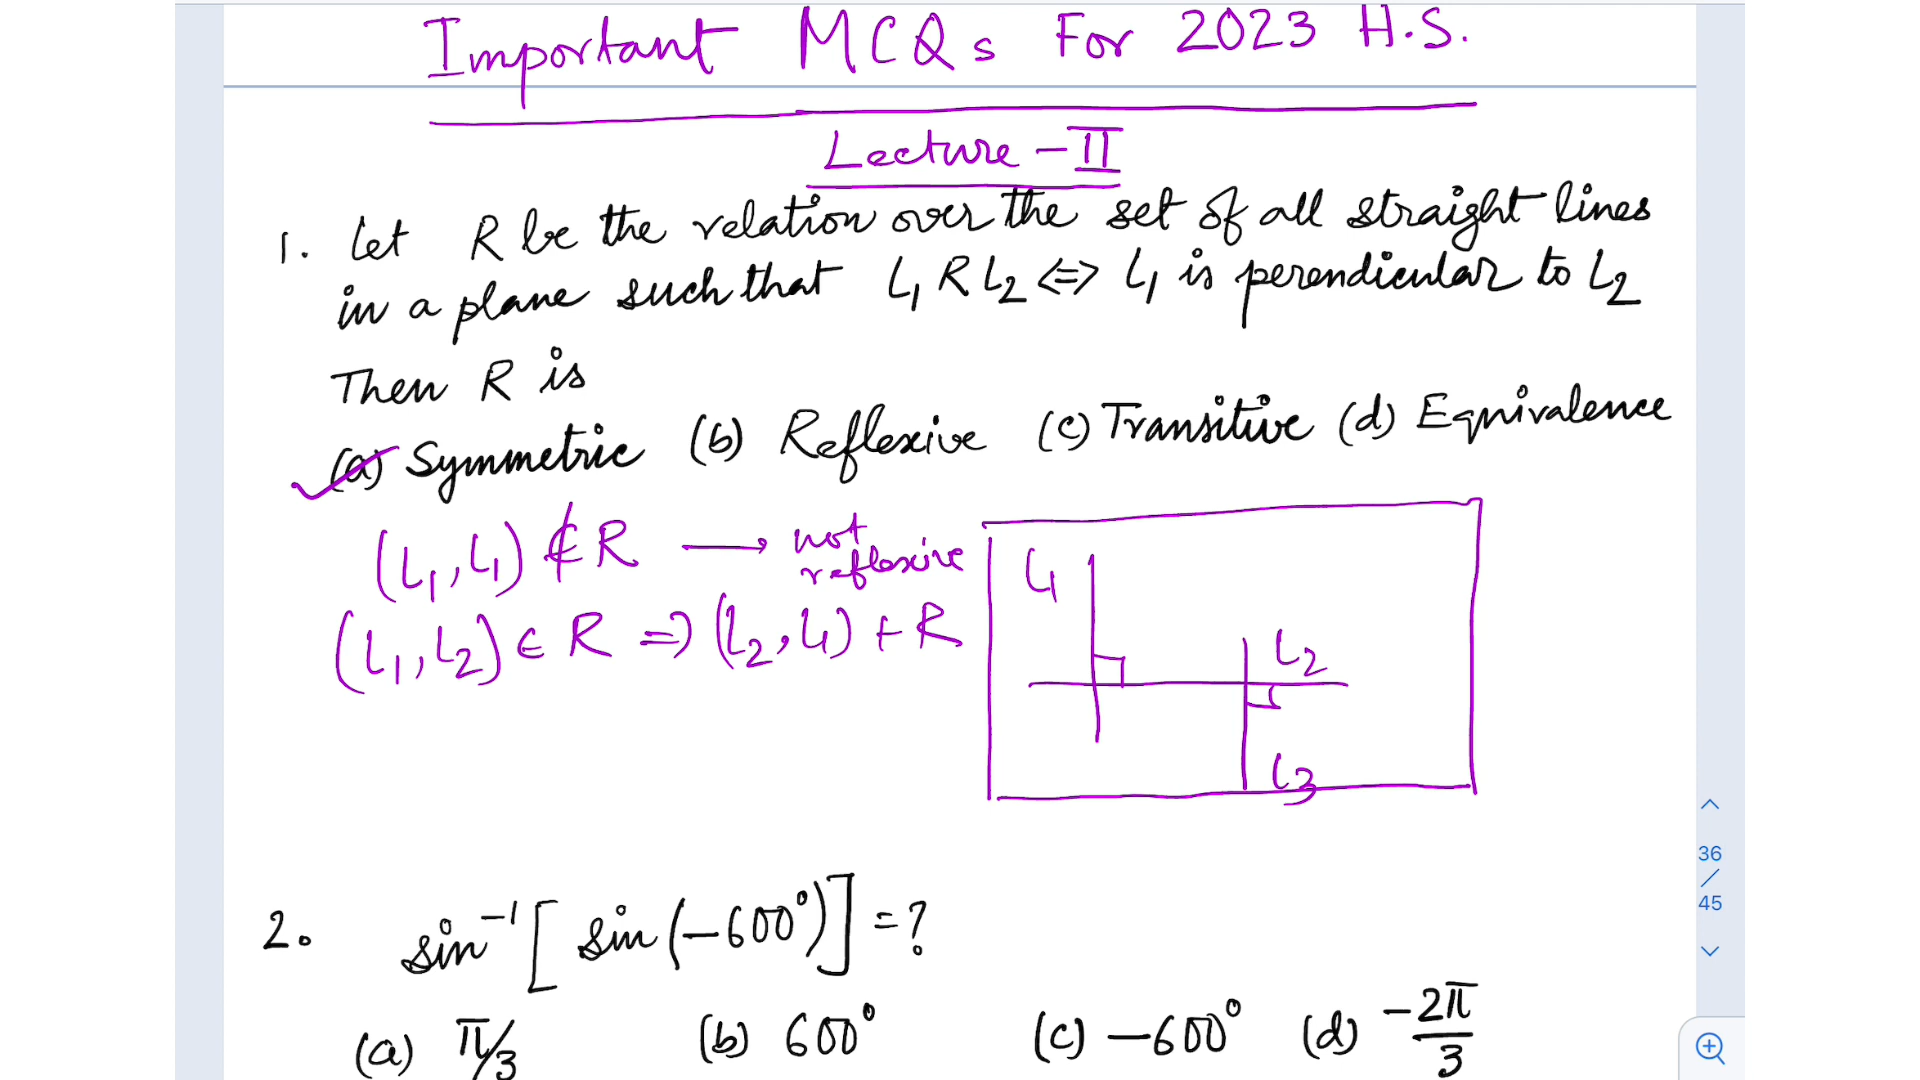 Important MCQs For 2023 H.S.
Lecture - II
1. Let R be the relation over the set of all straight lines
in a plane such that L₁ R L₂ <=> L₁ is perendicular to L₂
Then R is
(a) Symmetric (b) Reflexive (c) Transitive (d) Equivalence
(L₁, L₁) ∉ R → not reflexive
(L₁, L₂) ∈ R => (L₂, L₁) ∈ R
L₁
L₂
L₃
2. sin⁻¹[ sin (-600°)] = ?
(a) π/3 (b) 600° (c) -600° (d) -2π/3
36
/
45